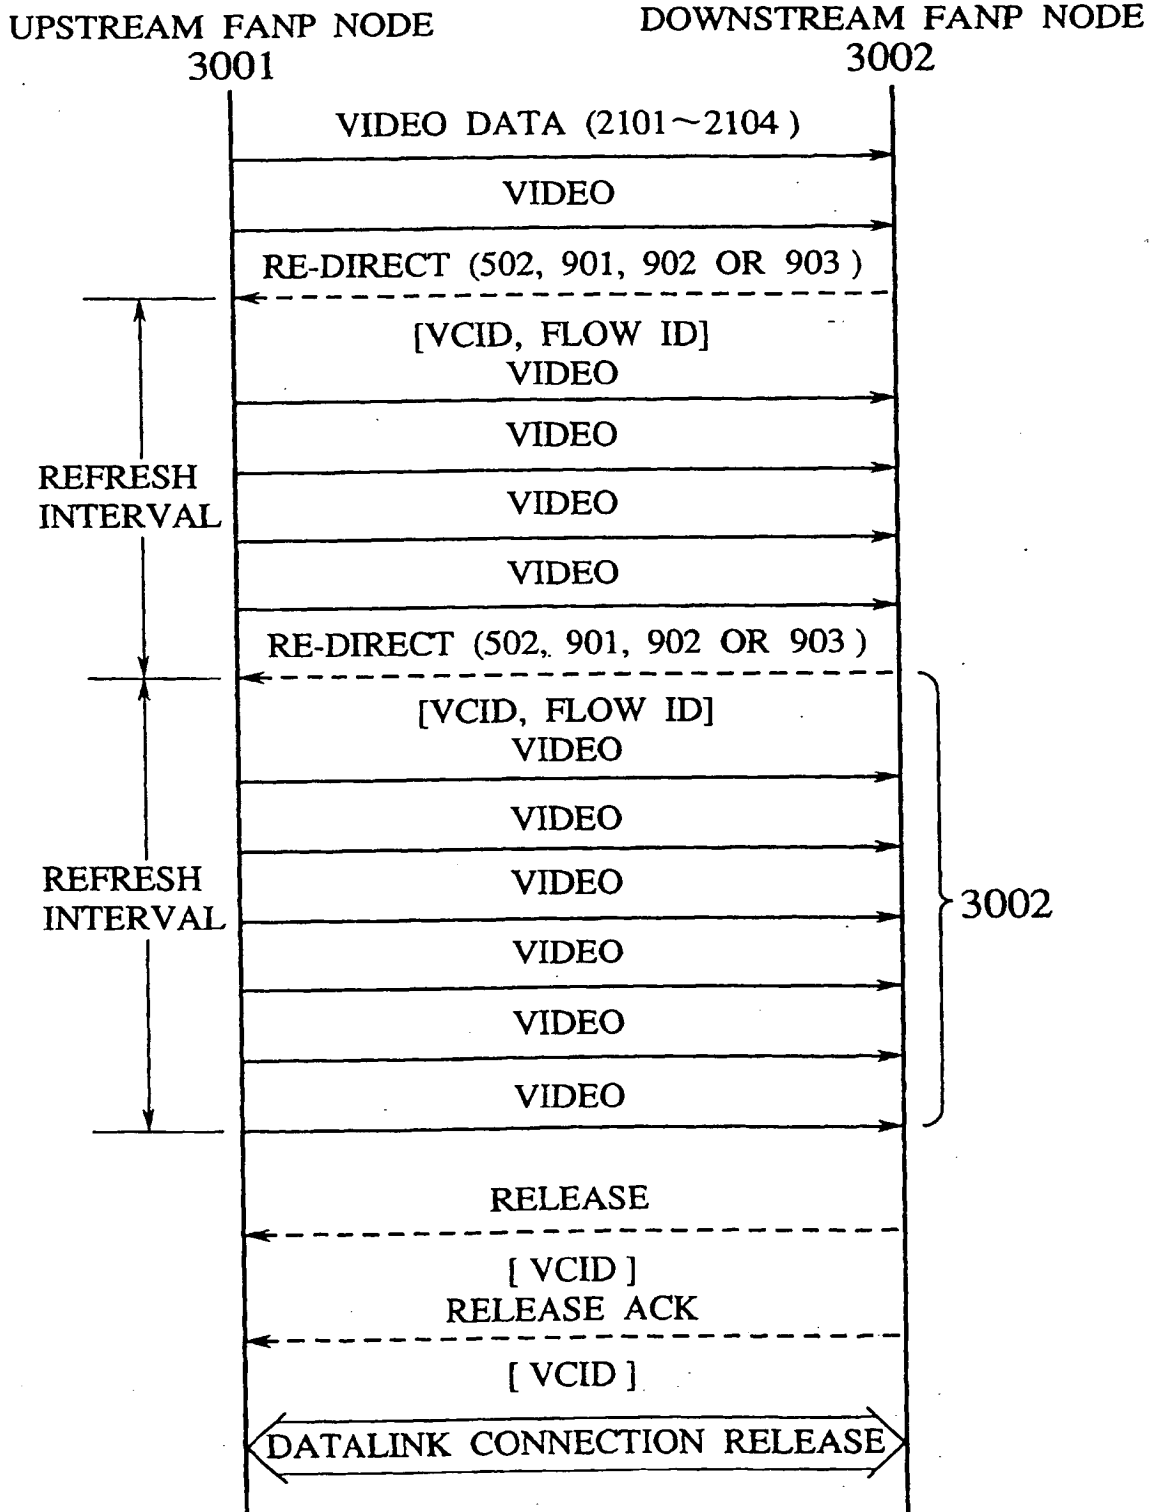 UPSTREAM FANP NODE
3001
DOWNSTREAM FANP NODE
3002
VIDEO DATA (2101~2104)
VIDEO
RE-DIRECT (502, 901, 902 OR 903)
[VCID, FLOW ID]
VIDEO
VIDEO
REFRESH
INTERVAL
VIDEO
VIDEO
RE-DIRECT (502, 901, 902 OR 903)
[VCID, FLOW ID]
VIDEO
VIDEO
REFRESH
INTERVAL
VIDEO
3002
VIDEO
VIDEO
VIDEO
RELEASE
[ VCID ]
RELEASE ACK
[ VCID ]
DATALINK CONNECTION RELEASE